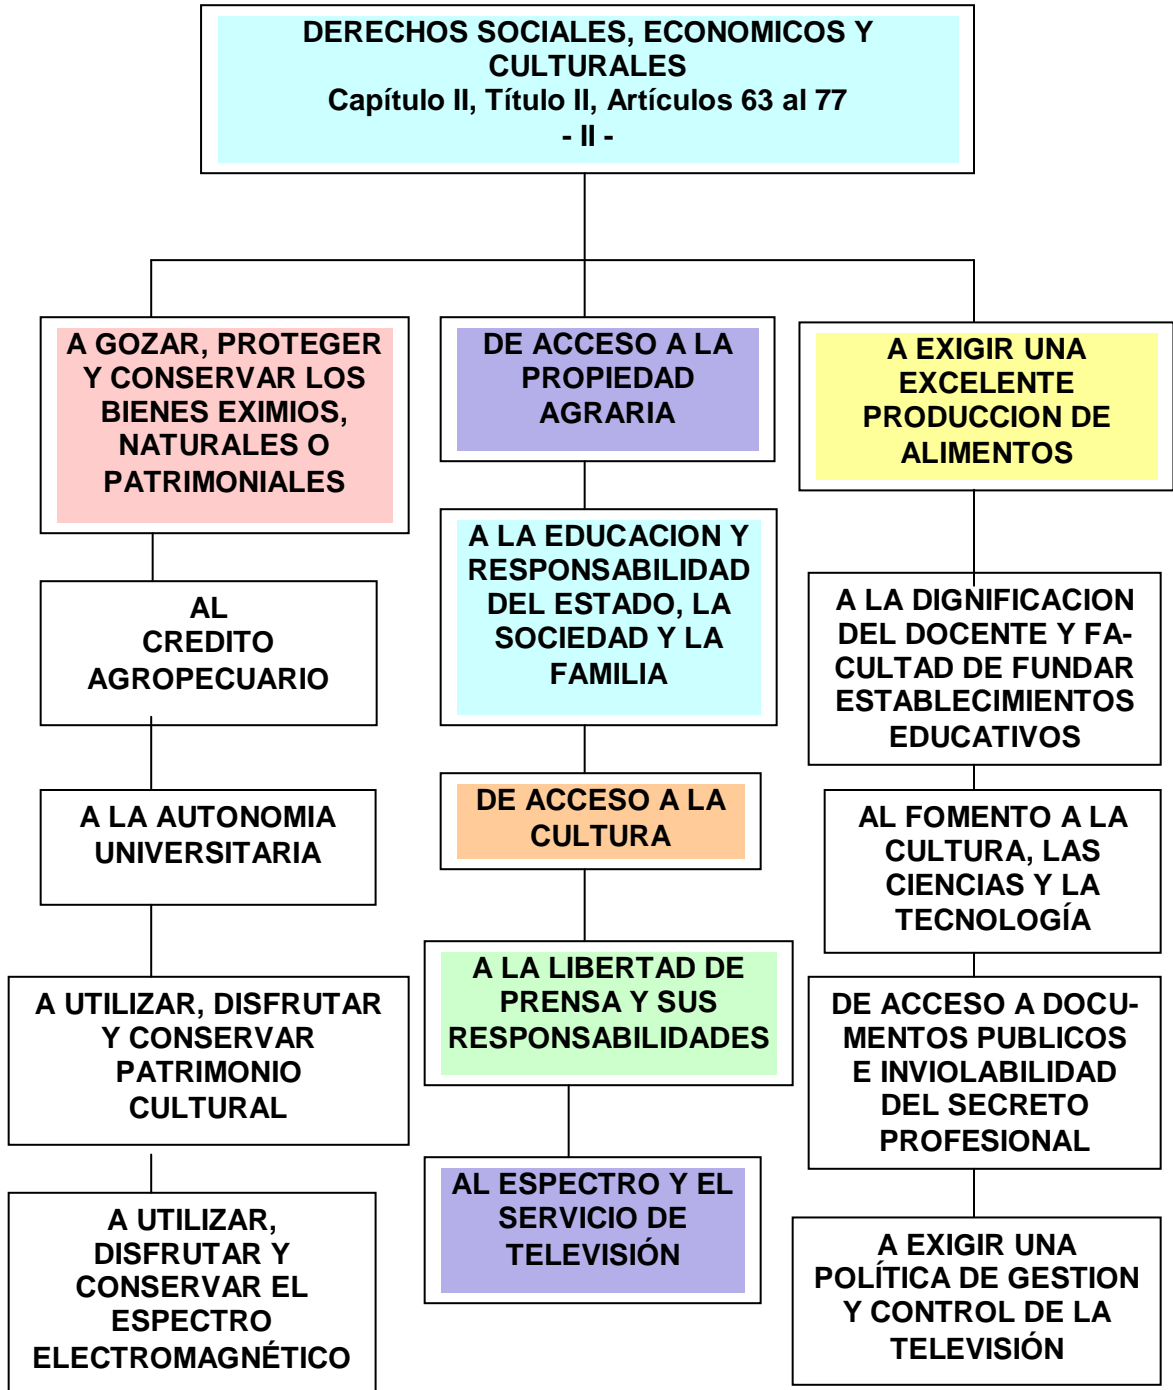 DERECHOS SOCIALES, ECONOMICOS Y
CULTURALES
Capítulo II, Título II, Artículos 63 al 77
- II -
A GOZAR, PROTEGER
Y CONSERVAR LOS
BIENES EXIMIOS,
NATURALES O
PATRIMONIALES
AL
CREDITO
AGROPECUARIO
A LA AUTONOMIA
UNIVERSITARIA
A UTILIZAR, DISFRUTAR
Y CONSERVAR
PATRIMONIO
CULTURAL
A UTILIZAR,
DISFRUTAR Y
CONSERVAR EL
ESPECTRO
ELECTROMAGNÉTICO
DE ACCESO A LA
PROPIEDAD
AGRARIA
A LA EDUCACION Y
RESPONSABILIDAD
DEL ESTADO, LA
SOCIEDAD Y LA
FAMILIA
DE ACCESO A LA
CULTURA
A LA LIBERTAD DE
PRENSA Y SUS
RESPONSABILIDADES
AL ESPECTRO Y EL
SERVICIO DE
TELEVISIÓN
A EXIGIR UNA
EXCELENTE
PRODUCCION DE
ALIMENTOS
A LA DIGNIFICACION
DEL DOCENTE Y FA-
CULTAD DE FUNDAR
ESTABLECIMIENTOS
EDUCATIVOS
AL FOMENTO A LA
CULTURA, LAS
CIENCIAS Y LA
TECNOLOGÍA
DE ACCESO A DOCU-
MENTOS PUBLICOS
E INVIOLABILIDAD
DEL SECRETO
PROFESIONAL
A EXIGIR UNA
POLÍTICA DE GESTION
Y CONTROL DE LA
TELEVISIÓN